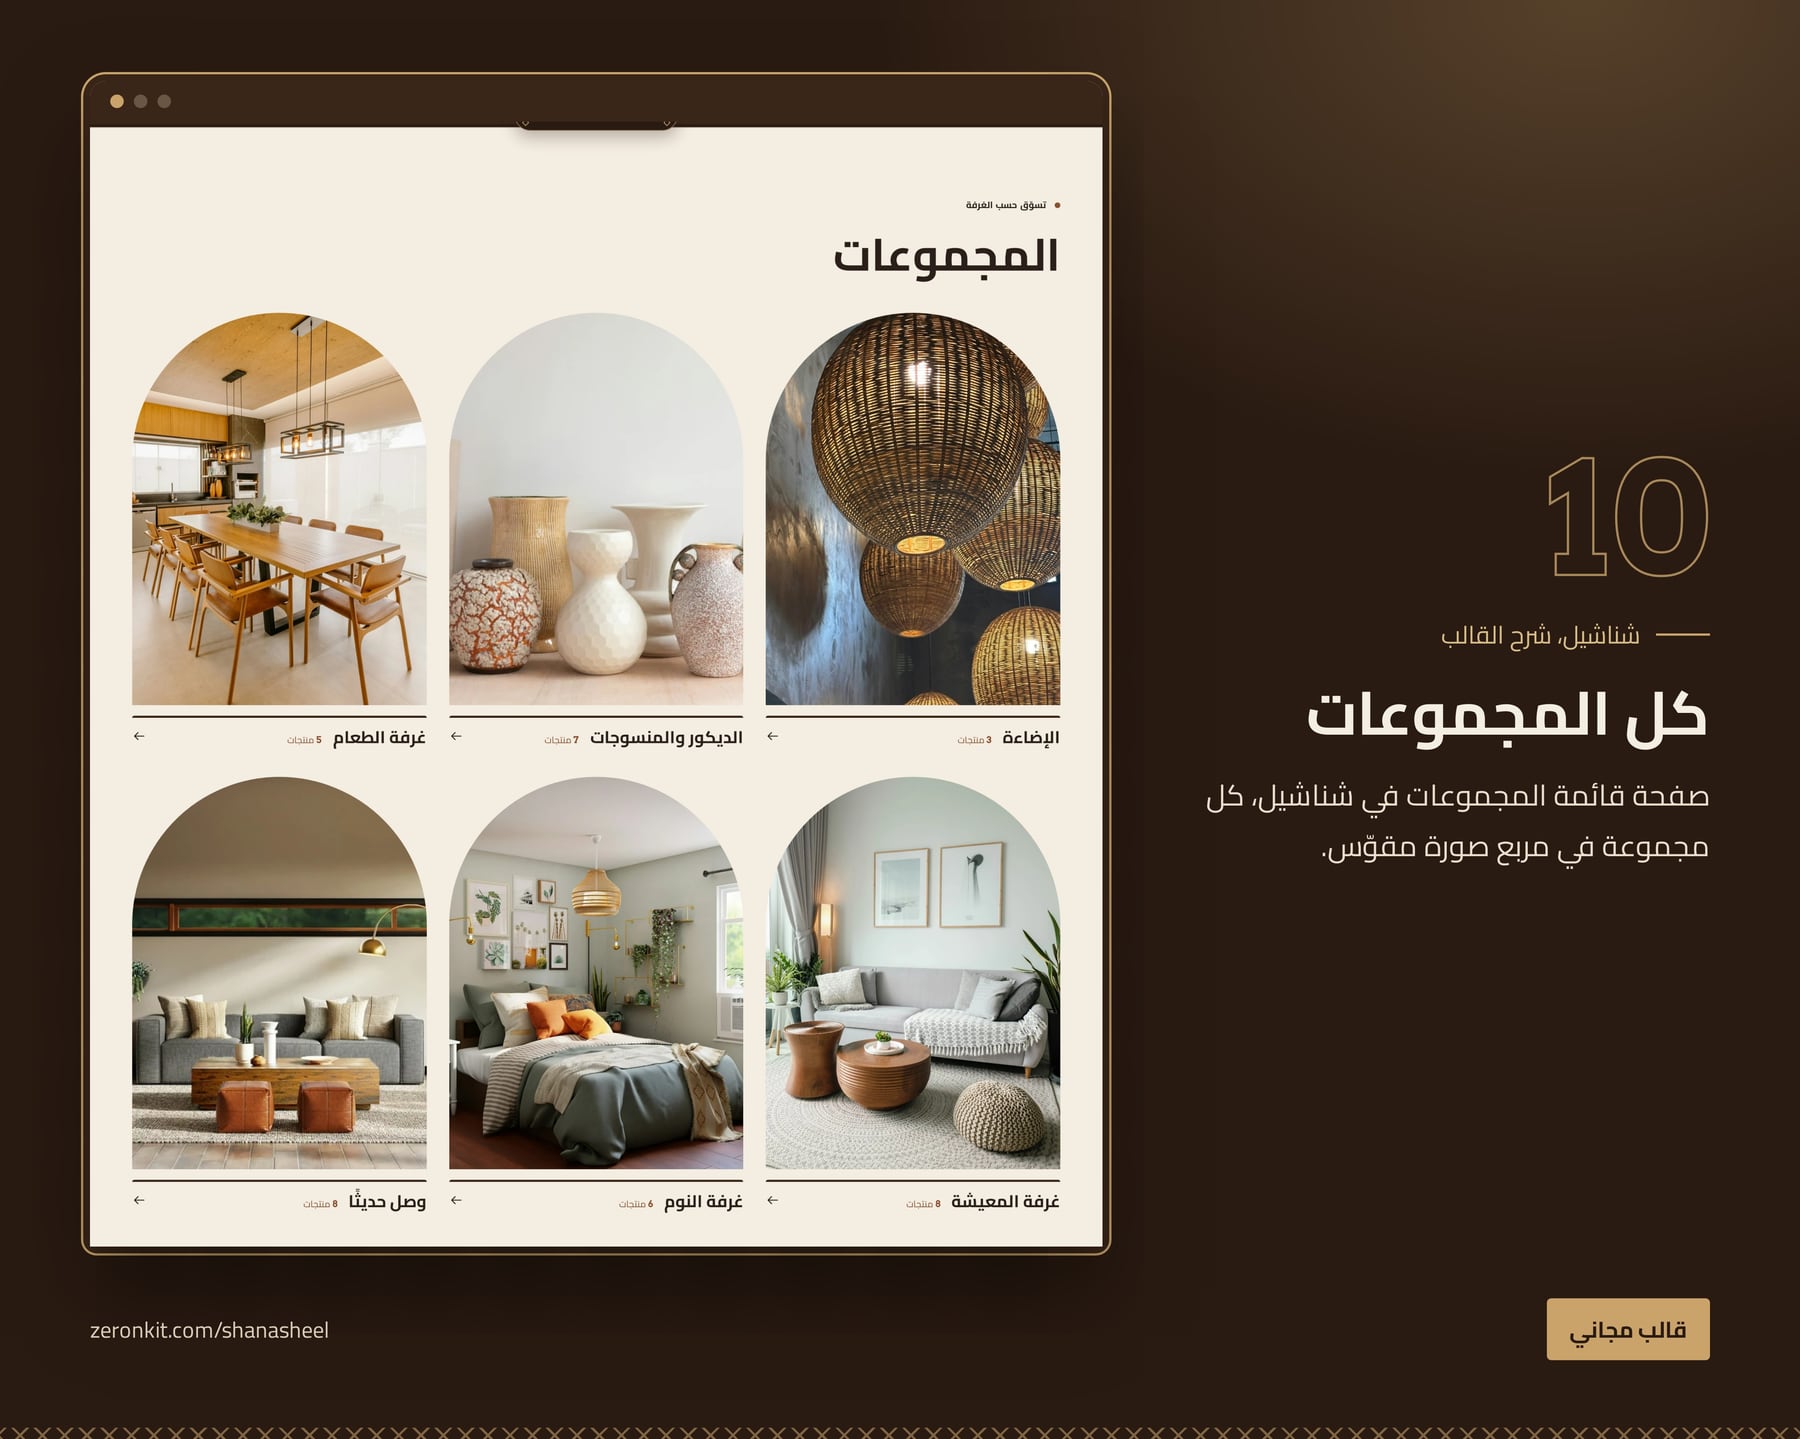 تسوّق حسب الغرفة
المجموعات
الإضاءة 3 منتجات
الديكور والمنسوجات 7 منتجات
غرفة الطعام 5 منتجات
غرفة المعيشة 8 منتجات
غرفة النوم 6 منتجات
وصل حديثًا 8 منتجات
10
شناشيل، شرح القالب
كل المجموعات
صفحة قائمة المجموعات في شناشيل، كل
مجموعة في مربع صورة مقوّس.
قالب مجاني
zeronkit.com/shanasheel